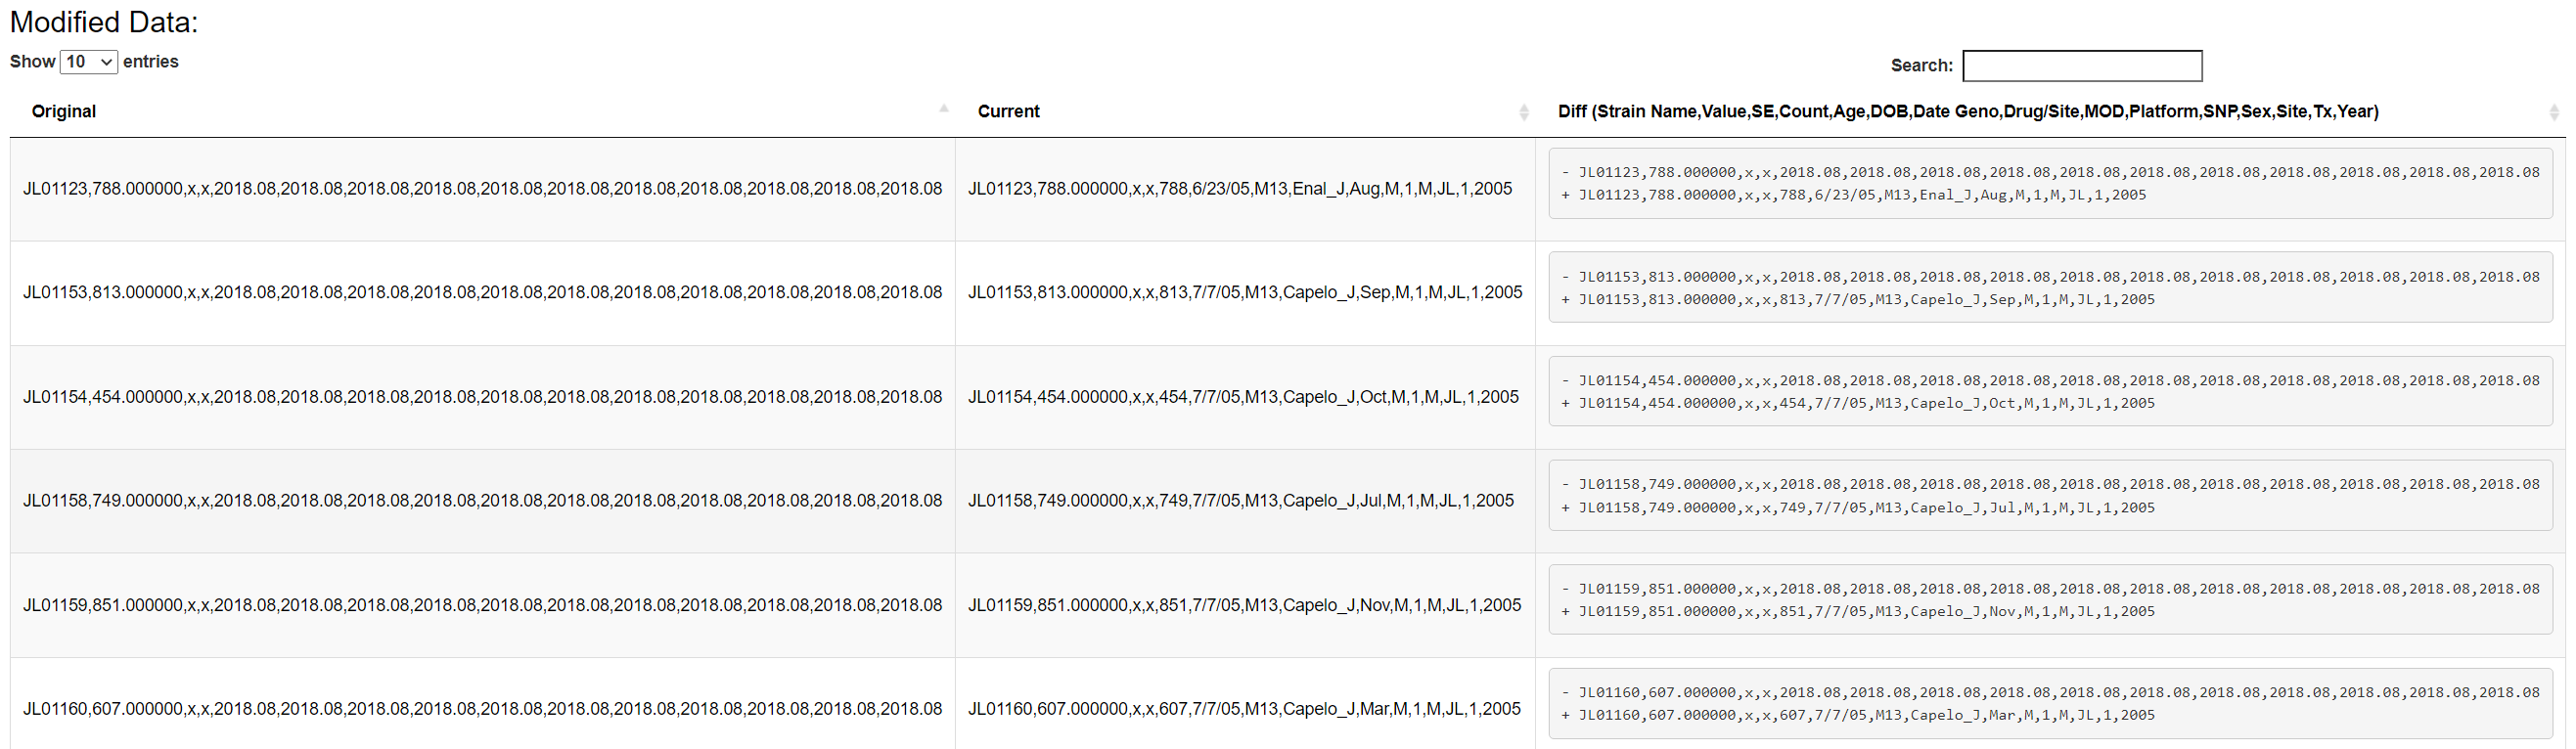 Modified Data:
Show 10 entries
Search:
Original Current Diff (Strain Name,Value,SE,Count,Age,DOB,Date Geno,Drug/Site,MOD,Platform,SNP,Sex,Site,Tx,Year)
JL01123,788.000000,x,x,2018.08,2018.08,2018.08,2018.08,2018.08,2018.08,2018.08,2018.08,2018.08,2018.08,2018.08
JL01123,788.000000,x,x,788,6/23/05,M13,Enal_J,Aug,M,1,M,JL,1,2005
- JL01123,788.000000,x,x,2018.08,2018.08,2018.08,2018.08,2018.08,2018.08,2018.08,2018.08,2018.08,2018.08,2018.08
+ JL01123,788.000000,x,x,788,6/23/05,M13,Enal_J,Aug,M,1,M,JL,1,2005
JL01153,813.000000,x,x,2018.08,2018.08,2018.08,2018.08,2018.08,2018.08,2018.08,2018.08,2018.08,2018.08,2018.08
JL01153,813.000000,x,x,813,7/7/05,M13,Capelo_J,Sep,M,1,M,JL,1,2005
- JL01153,813.000000,x,x,2018.08,2018.08,2018.08,2018.08,2018.08,2018.08,2018.08,2018.08,2018.08,2018.08,2018.08
+ JL01153,813.000000,x,x,813,7/7/05,M13,Capelo_J,Sep,M,1,M,JL,1,2005
JL01154,454.000000,x,x,2018.08,2018.08,2018.08,2018.08,2018.08,2018.08,2018.08,2018.08,2018.08,2018.08,2018.08
JL01154,454.000000,x,x,454,7/7/05,M13,Capelo_J,Oct,M,1,M,JL,1,2005
- JL01154,454.000000,x,x,2018.08,2018.08,2018.08,2018.08,2018.08,2018.08,2018.08,2018.08,2018.08,2018.08,2018.08
+ JL01154,454.000000,x,x,454,7/7/05,M13,Capelo_J,Oct,M,1,M,JL,1,2005
JL01158,749.000000,x,x,2018.08,2018.08,2018.08,2018.08,2018.08,2018.08,2018.08,2018.08,2018.08,2018.08,2018.08
JL01158,749.000000,x,x,749,7/7/05,M13,Capelo_J,Jul,M,1,M,JL,1,2005
- JL01158,749.000000,x,x,2018.08,2018.08,2018.08,2018.08,2018.08,2018.08,2018.08,2018.08,2018.08,2018.08,2018.08
+ JL01158,749.000000,x,x,749,7/7/05,M13,Capelo_J,Jul,M,1,M,JL,1,2005
JL01159,851.000000,x,x,2018.08,2018.08,2018.08,2018.08,2018.08,2018.08,2018.08,2018.08,2018.08,2018.08,2018.08
JL01159,851.000000,x,x,851,7/7/05,M13,Capelo_J,Nov,M,1,M,JL,1,2005
- JL01159,851.000000,x,x,2018.08,2018.08,2018.08,2018.08,2018.08,2018.08,2018.08,2018.08,2018.08,2018.08,2018.08
+ JL01159,851.000000,x,x,851,7/7/05,M13,Capelo_J,Nov,M,1,M,JL,1,2005
JL01160,607.000000,x,x,2018.08,2018.08,2018.08,2018.08,2018.08,2018.08,2018.08,2018.08,2018.08,2018.08,2018.08
JL01160,607.000000,x,x,607,7/7/05,M13,Capelo_J,Mar,M,1,M,JL,1,2005
- JL01160,607.000000,x,x,2018.08,2018.08,2018.08,2018.08,2018.08,2018.08,2018.08,2018.08,2018.08,2018.08,2018.08
+ JL01160,607.000000,x,x,607,7/7/05,M13,Capelo_J,Mar,M,1,M,JL,1,2005